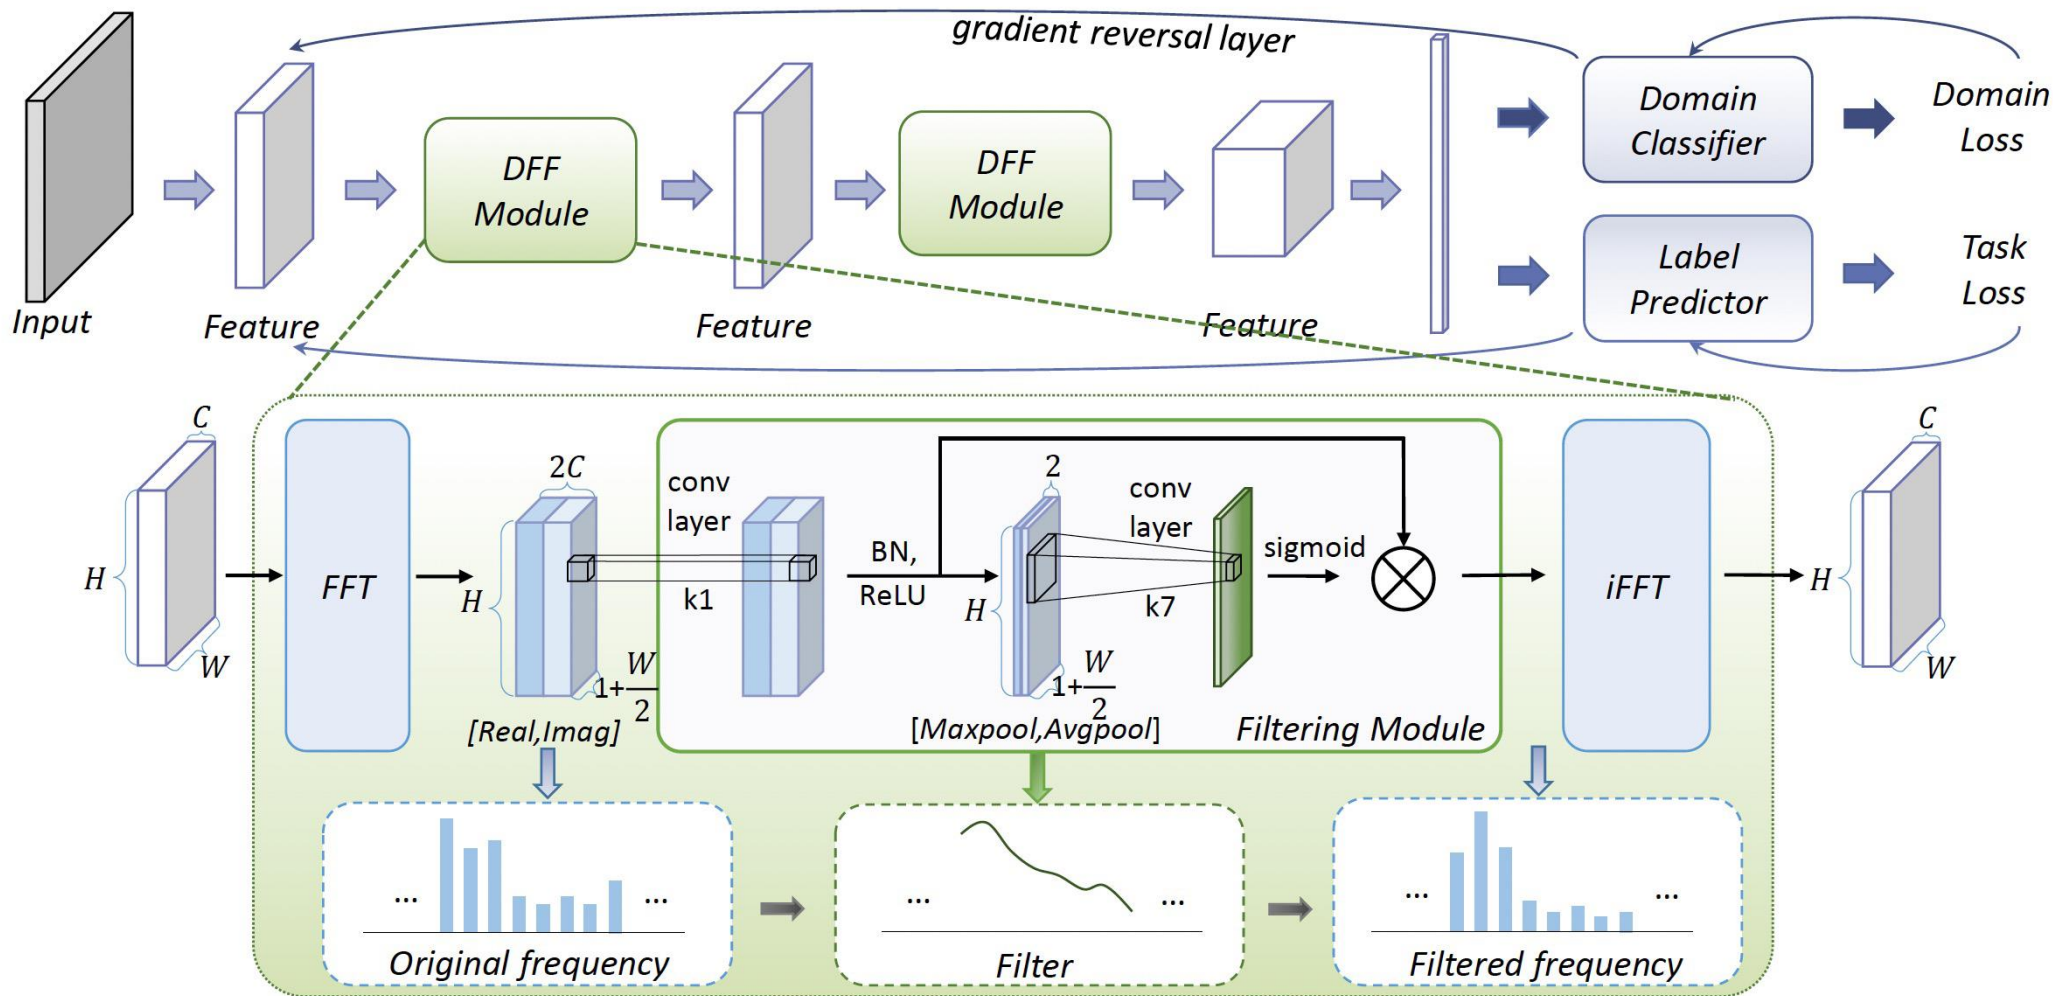 gradient reversal layer
Input
Feature
DFF
Module
Feature
DFF
Module
Feature
Domain
Classifier
Domain
Loss
Label
Predictor
Task
Loss
C
H
W
FFT
2C
H
1+W/2
[Real,Imag]
conv
layer
k1
BN,
ReLU
2
H
1+W/2
[Maxpool,Avgpool]
conv
layer
k7
sigmoid
Filtering Module
iFFT
C
H
W
...
...
Original frequency
...
...
Filter
...
...
Filtered frequency